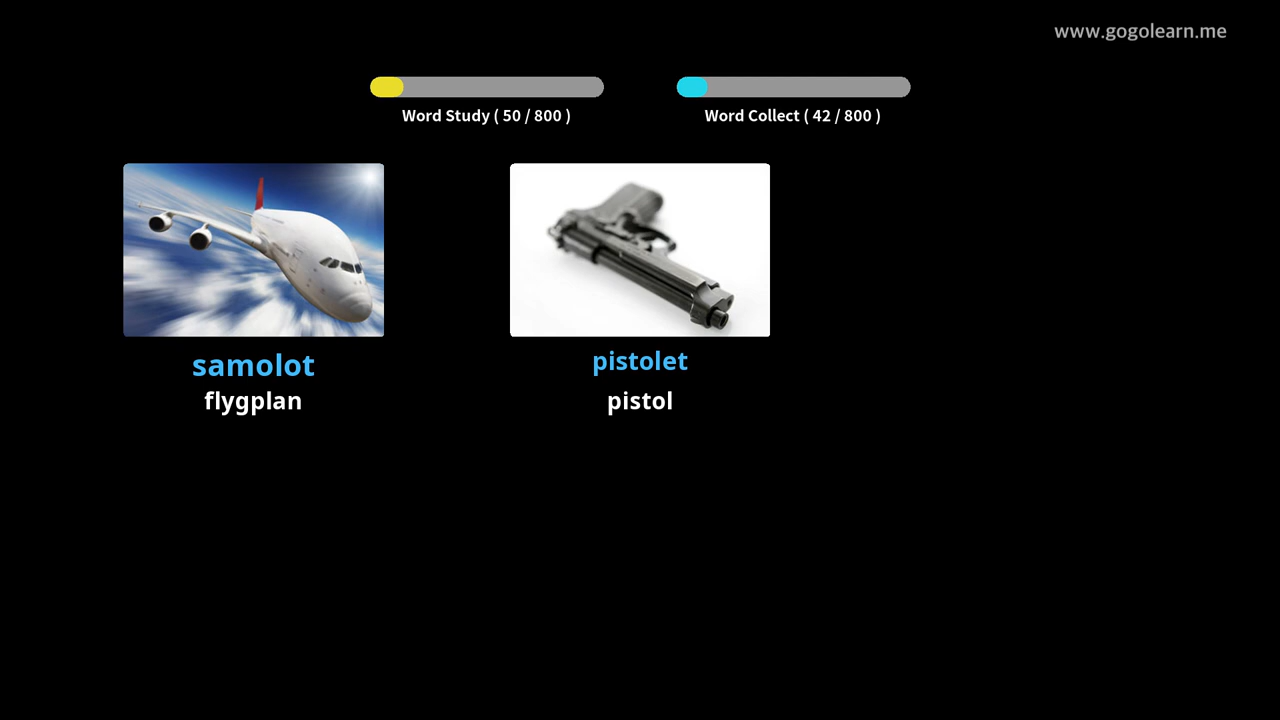 www.gogolearn.me
Word Study ( 50 / 800 )
Word Collect ( 42 / 800 )
samolot
flygplan
pistolet
pistol